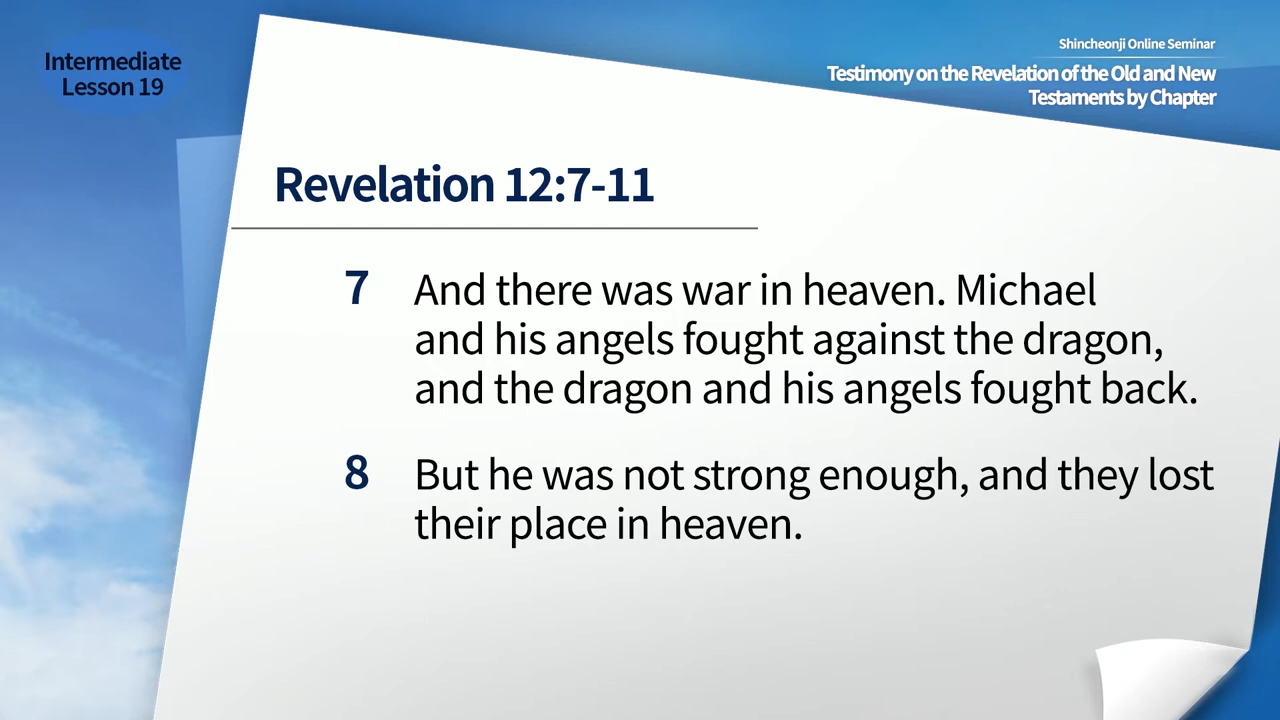 Intermediate
Lesson 19
Shincheonji Online Seminar
Testimony on the Revelation of the Old and New
Testaments by Chapter
Revelation 12:7-11
7 And there was war in heaven. Michael
and his angels fought against the dragon,
and the dragon and his angels fought back.
8 But he was not strong enough, and they lost
their place in heaven.